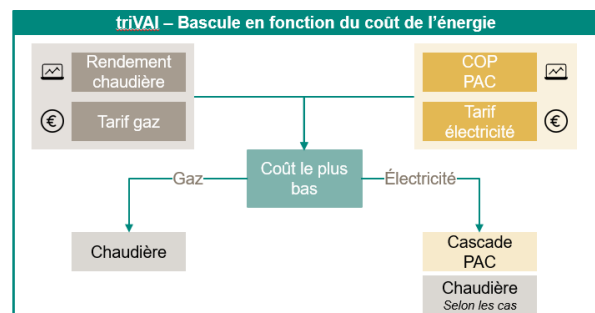 triVAI – Bascule en fonction du coût de l'énergie
Rendement
chaudière
€
Tarif gaz
COP
PAC
Tarif
électricité
€
Coût le plus
bas
Gaz
Électricité
Chaudière
Cascade
PAC
Chaudière
Selon les cas